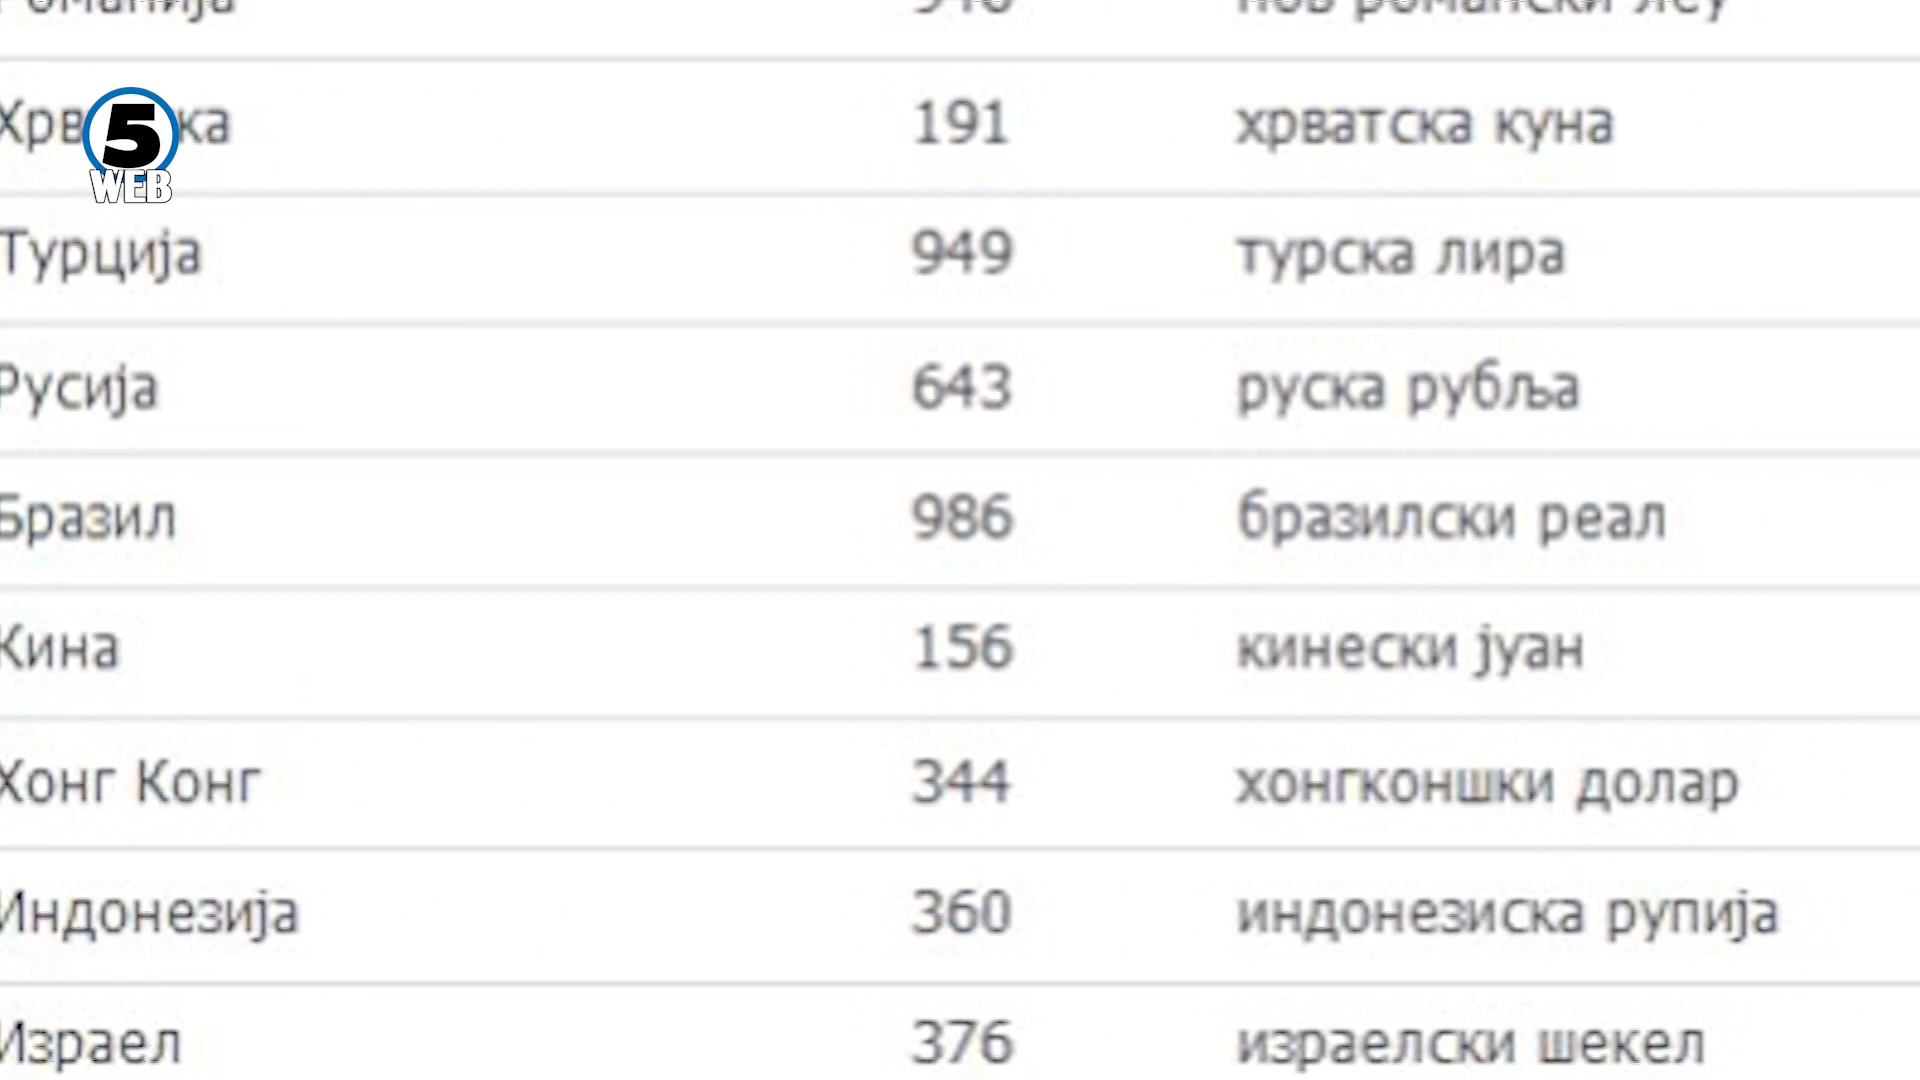 191 хрватска куна
5
WEB
Турција 949 турска лира
Русија 643 руска рубља
Бразил 986 бразилски реал
Кина 156 кинески јуан
Хонг Конг 344 хонгконшки долар
Индонезија 360 индонезиска рупија
Израел 376 израелски шекел